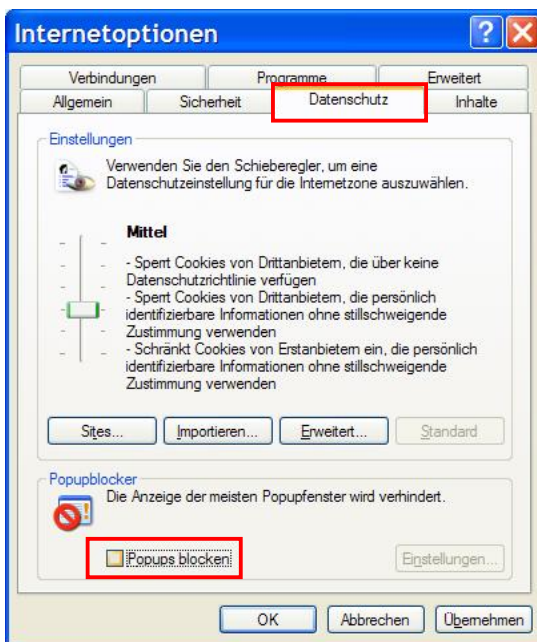 Internetoptionen
Verbindungen Programme Erweitert
Allgemein Sicherheit Datenschutz Inhalte
Einstellungen
Verwenden Sie den Schieberegler, um eine
Datenschutzeinstellung für die Internetzone auszuwählen.
Mittel
- Sperrt Cookies von Drittanbietern, die über keine
Datenschutzrichtlinie verfügen
- Sperrt Cookies von Drittanbietern, die persönlich
identifizierbare Informationen ohne stillschweigende
Zustimmung verwenden
- Schränkt Cookies von Erstanbietern ein, die persönlich
identifizierbare Informationen ohne stillschweigende
Zustimmung verwenden
Sites... Importieren... Erweitert... Standard
Popupblocker
Die Anzeige der meisten Popupfenster wird verhindert.
Popups blocken Einstellungen...
OK Abbrechen Übernehmen